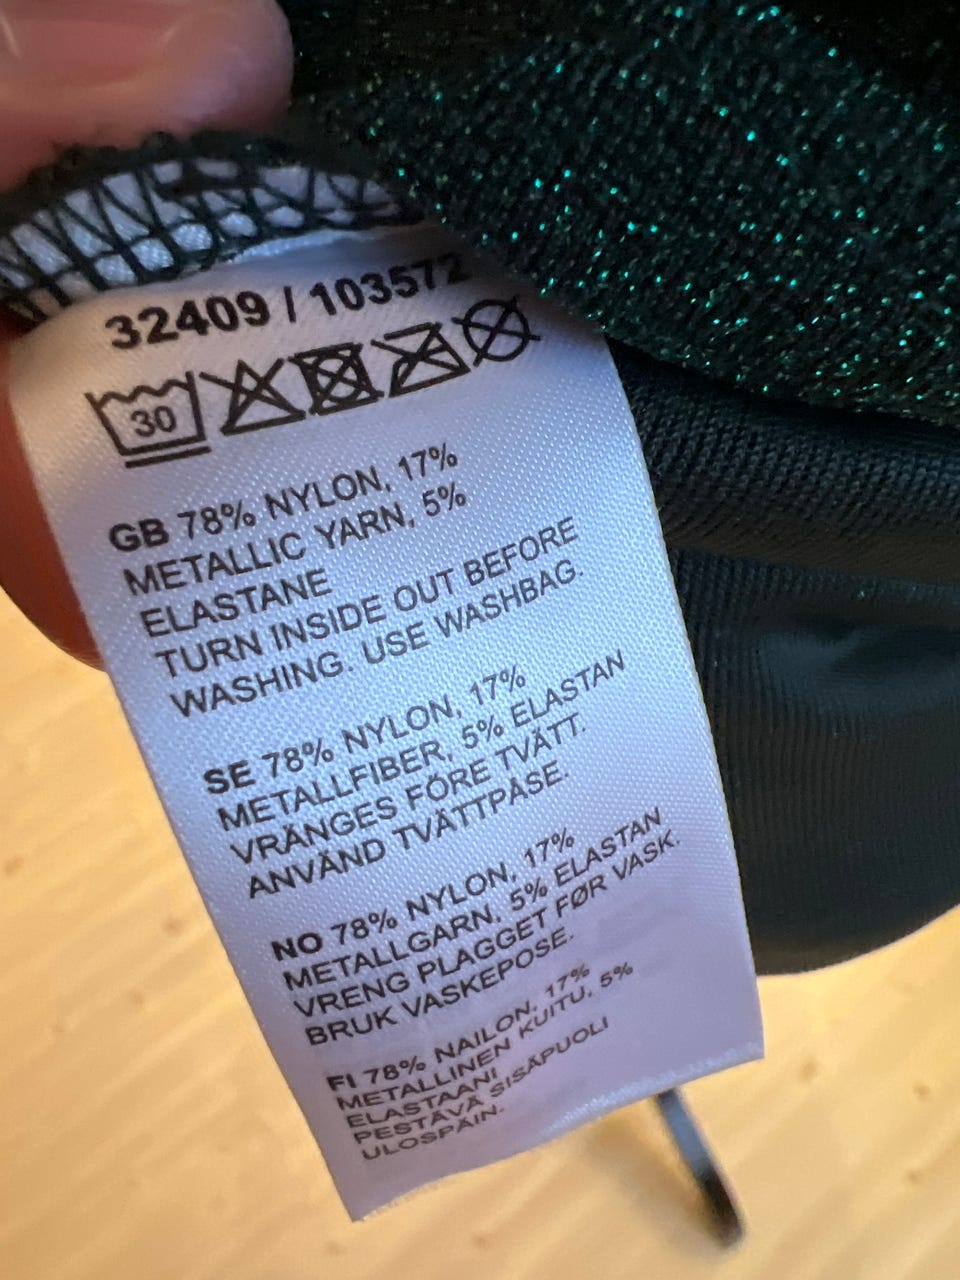 32409 / 103572
30
GB 78% NYLON, 17%
METALLIC YARN, 5%
ELASTANE
TURN INSIDE OUT BEFORE
WASHING. USE WASHBAG.
SE 78% NYLON, 17%
METALLFIBER, 5% ELASTAN
VRÄNGES FÖRE TVÄTT.
ANVÄND TVÄTTPÅSE.
NO 78% NYLON, 17%
METALLGARN, 5% ELASTAN
VRENG PLAGGET FØR VASK.
BRUK VASKEPOSE.
FI 78% NAILON, 17%
METALLINEN KUITU, 5%
ELASTAANI
PESTÄVÄ SISÄPUOLI
ULOSPÄIN.